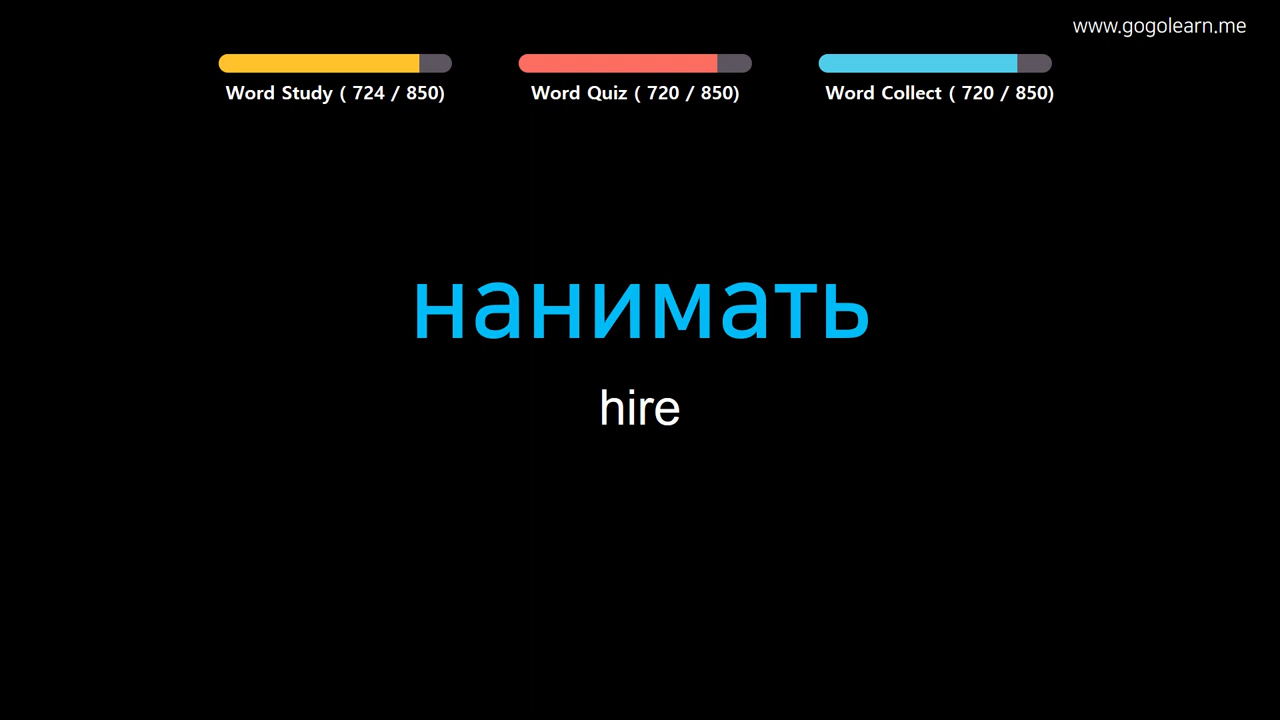 www.gogolearn.me
Word Study ( 724 / 850)
Word Quiz ( 720 / 850)
Word Collect ( 720 / 850)
нанимать
hire